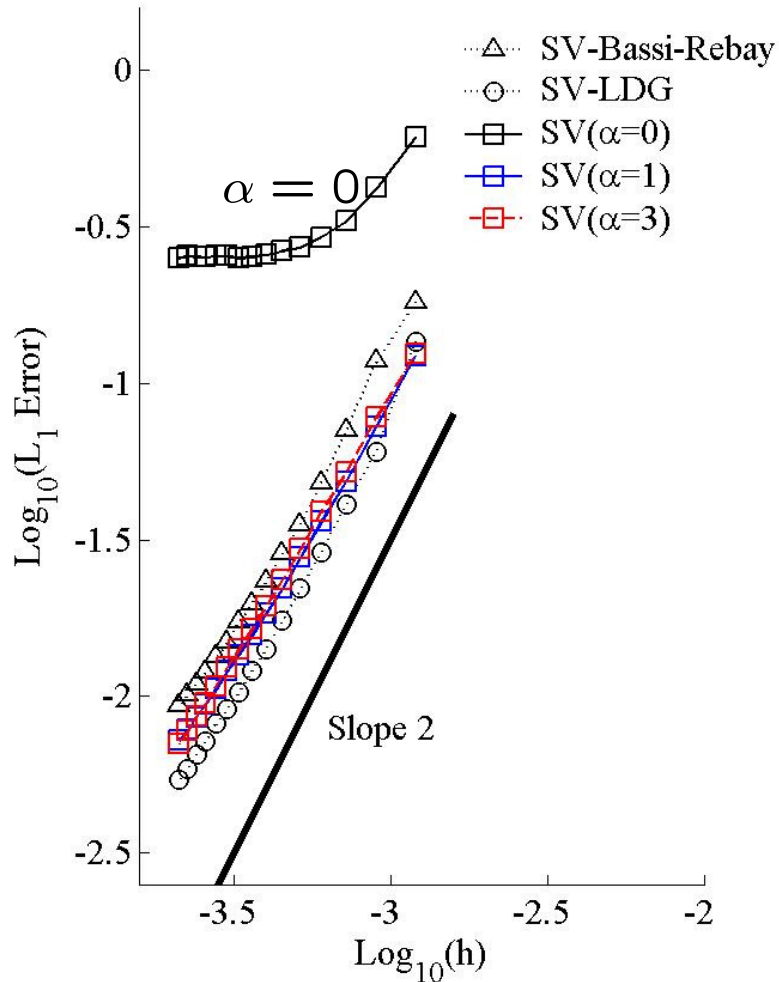 SV-Bassi-Rebay
SV-LDG
SV(α=0)
SV(α=1)
SV(α=3)
α = 0
Slope 2
0
-0.5
-1
-1.5
-2
-2.5
Log10(L1 Error)
-3.5
-3
-2.5
-2
Log10(h)